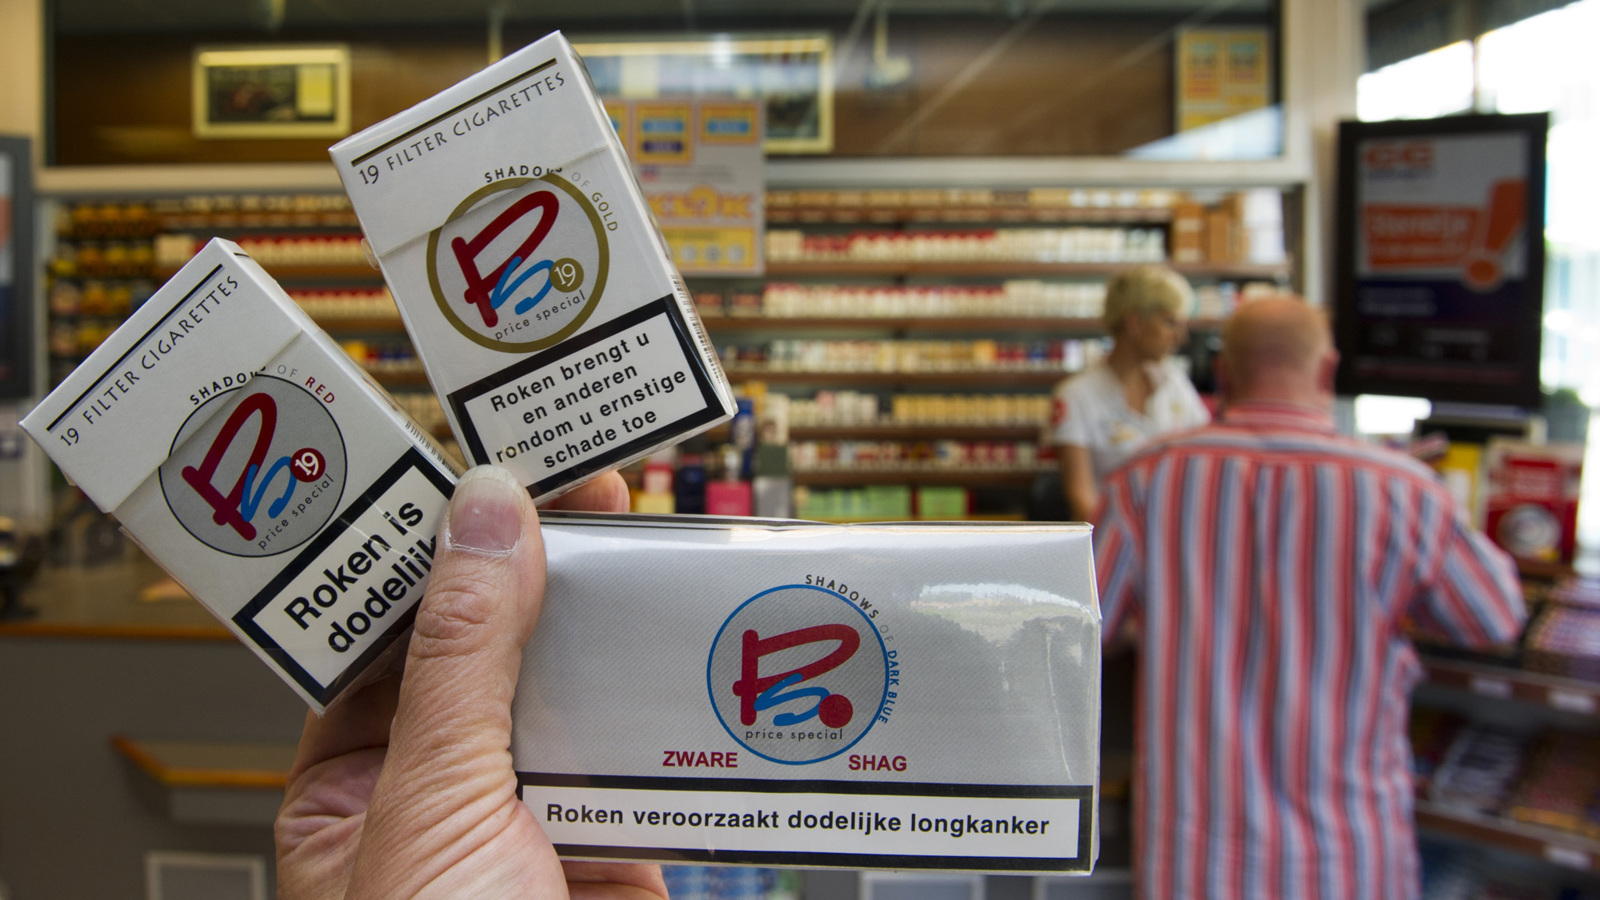 19 FILTER CIGARETTES
SHADOWS OF GOLD
Ps 19
price special
Roken brengt u
en anderen
rondom u ernstige
schade toe
19 FILTER CIGARETTES
SHADOWS OF RED
Ps 19
price special
Roken is
dodelijk
SHADOWS OF DARK BLUE
Ps.
price special
ZWARE SHAG
Roken veroorzaakt dodelijke longkanker